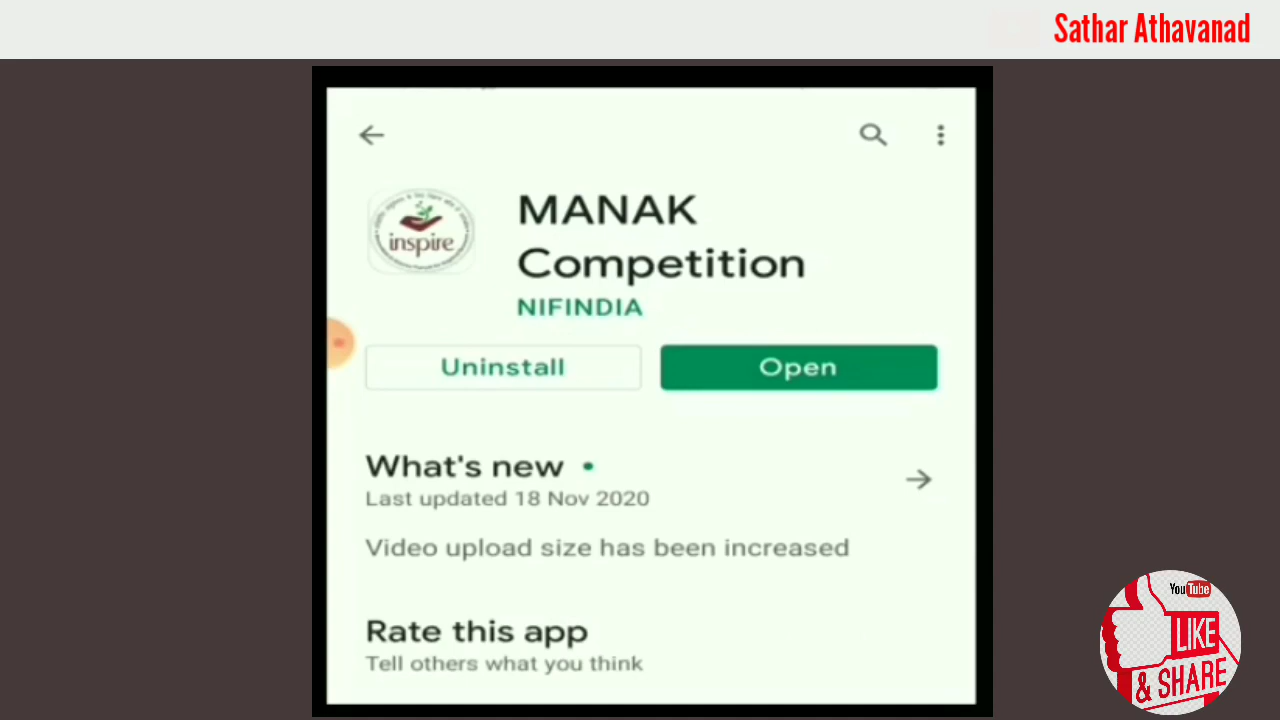 Sathar Athavanad
MANAK
Competition
inspire
NIFINDIA
Uninstall
Open
What's new •
Last updated 18 Nov 2020
Video upload size has been increased
Rate this app
Tell others what you think
YouTube
LIKE
& SHARE